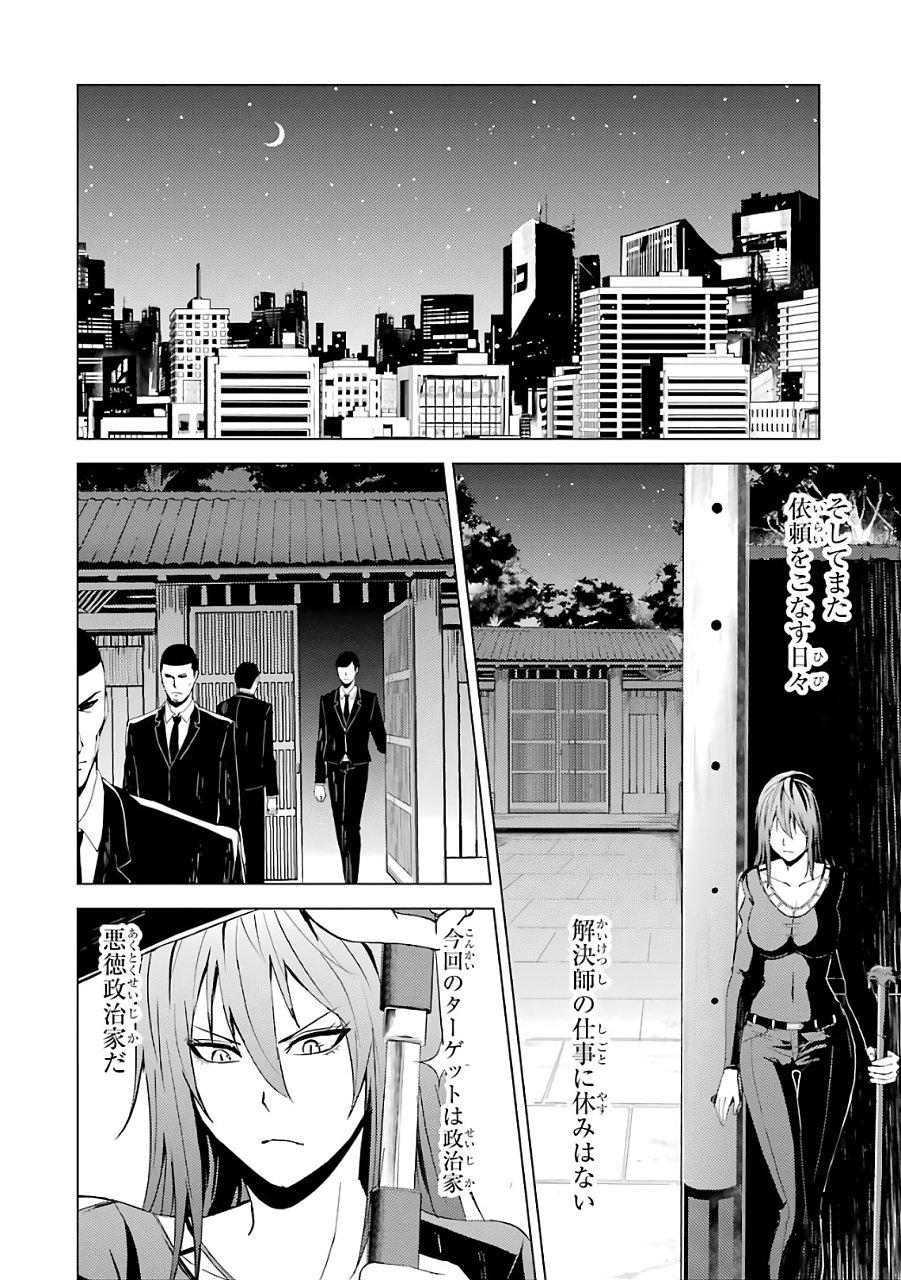 そしてまた
依頼をこなす日々
解決師の仕事に休みはない
今回のターゲットは政治家
悪徳政治家だ